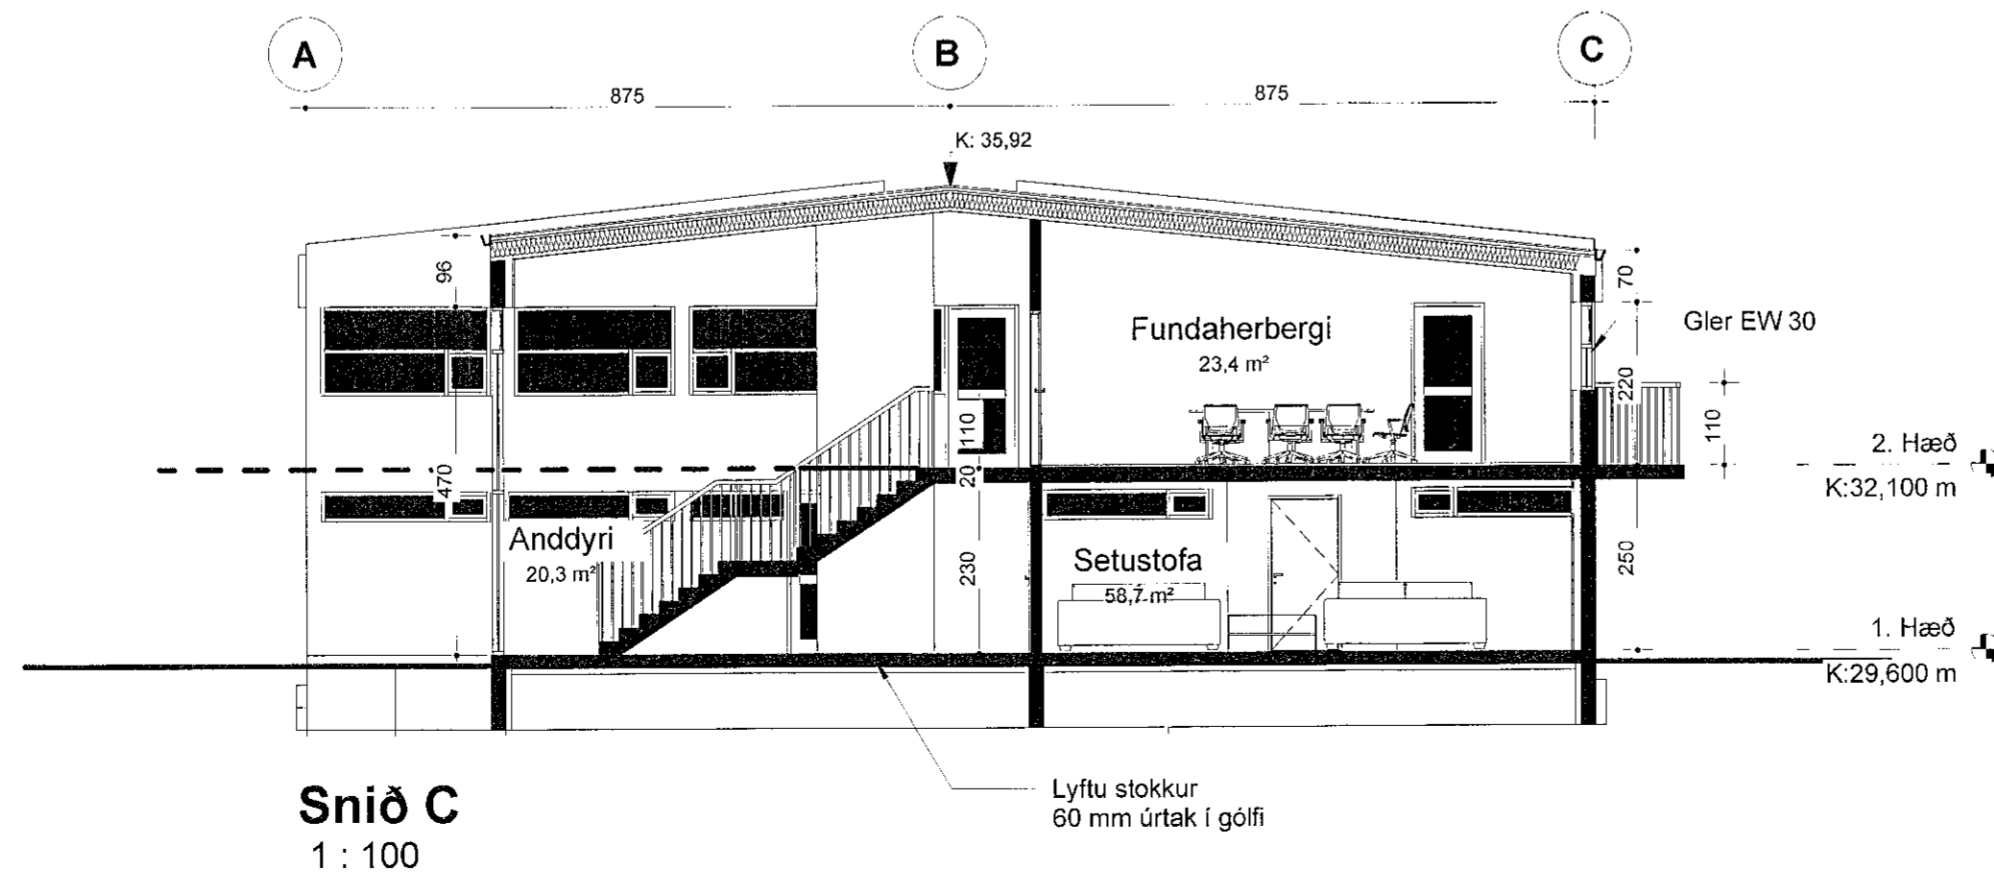 A
B
C
875
875
K: 35,92
96
70
Gler EW 30
Fundaherbergi
23,4 m²
220
110
110
2. Hæð
K:32,100 m
470
20
Anddyri
20,3 m²
Setustofa
58,7 m²
230
250
1. Hæð
K:29,600 m
Lyftu stokkur
60 mm úrtak í gólfi
Snið C
1 : 100